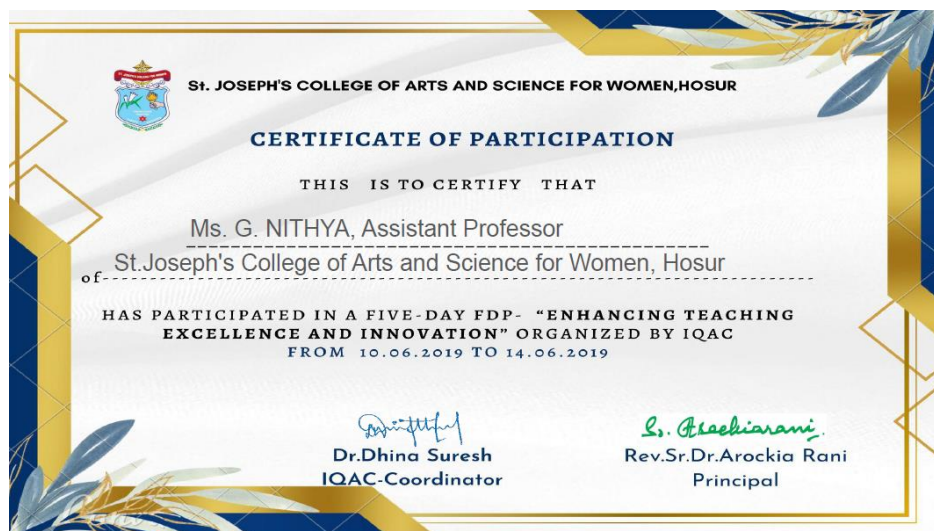 St. JOSEPH'S COLLEGE OF ARTS AND SCIENCE FOR WOMEN,HOSUR
CERTIFICATE OF PARTICIPATION
THIS IS TO CERTIFY THAT
Ms. G. NITHYA, Assistant Professor
of St.Joseph's College of Arts and Science for Women, Hosur
HAS PARTICIPATED IN A FIVE-DAY FDP- “ENHANCING TEACHING
EXCELLENCE AND INNOVATION” ORGANIZED BY IQAC
FROM 10.06.2019 TO 14.06.2019
Dr.Dhina Suresh
IQAC-Coordinator
Rev.Sr.Dr.Arockia Rani
Principal